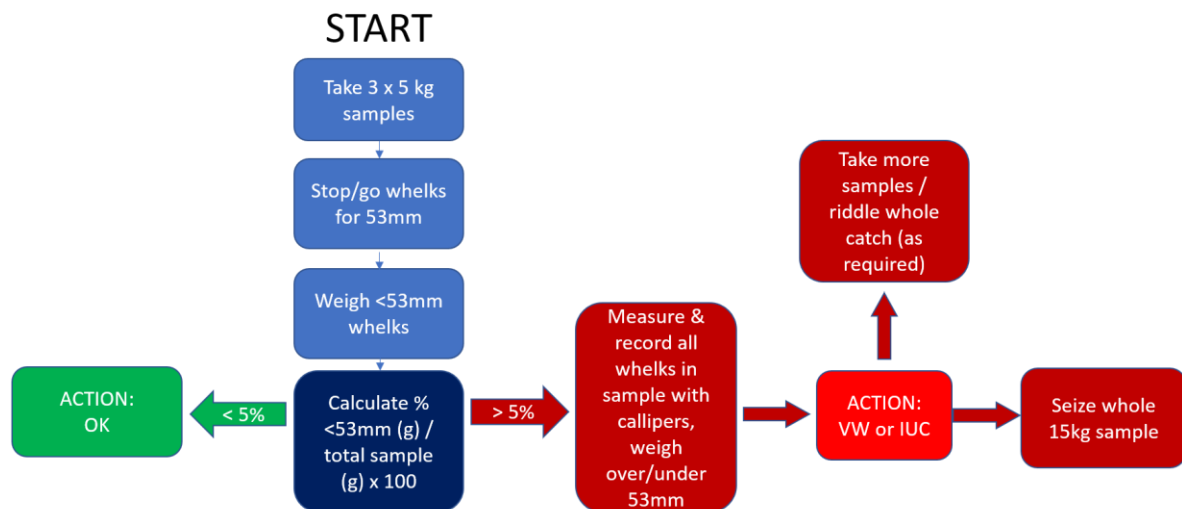 START
Take 3 x 5 kg
samples
Stop/go whelks
for 53mm
Weigh <53mm
whelks
Calculate %
<53mm (g) /
total sample
(g) x 100
< 5%
ACTION:
OK
> 5%
Measure &
record all
whelks in
sample with
callipers,
weigh
over/under
53mm
ACTION:
VW or IUC
Take more
samples /
riddle whole
catch (as
required)
Seize whole
15kg sample